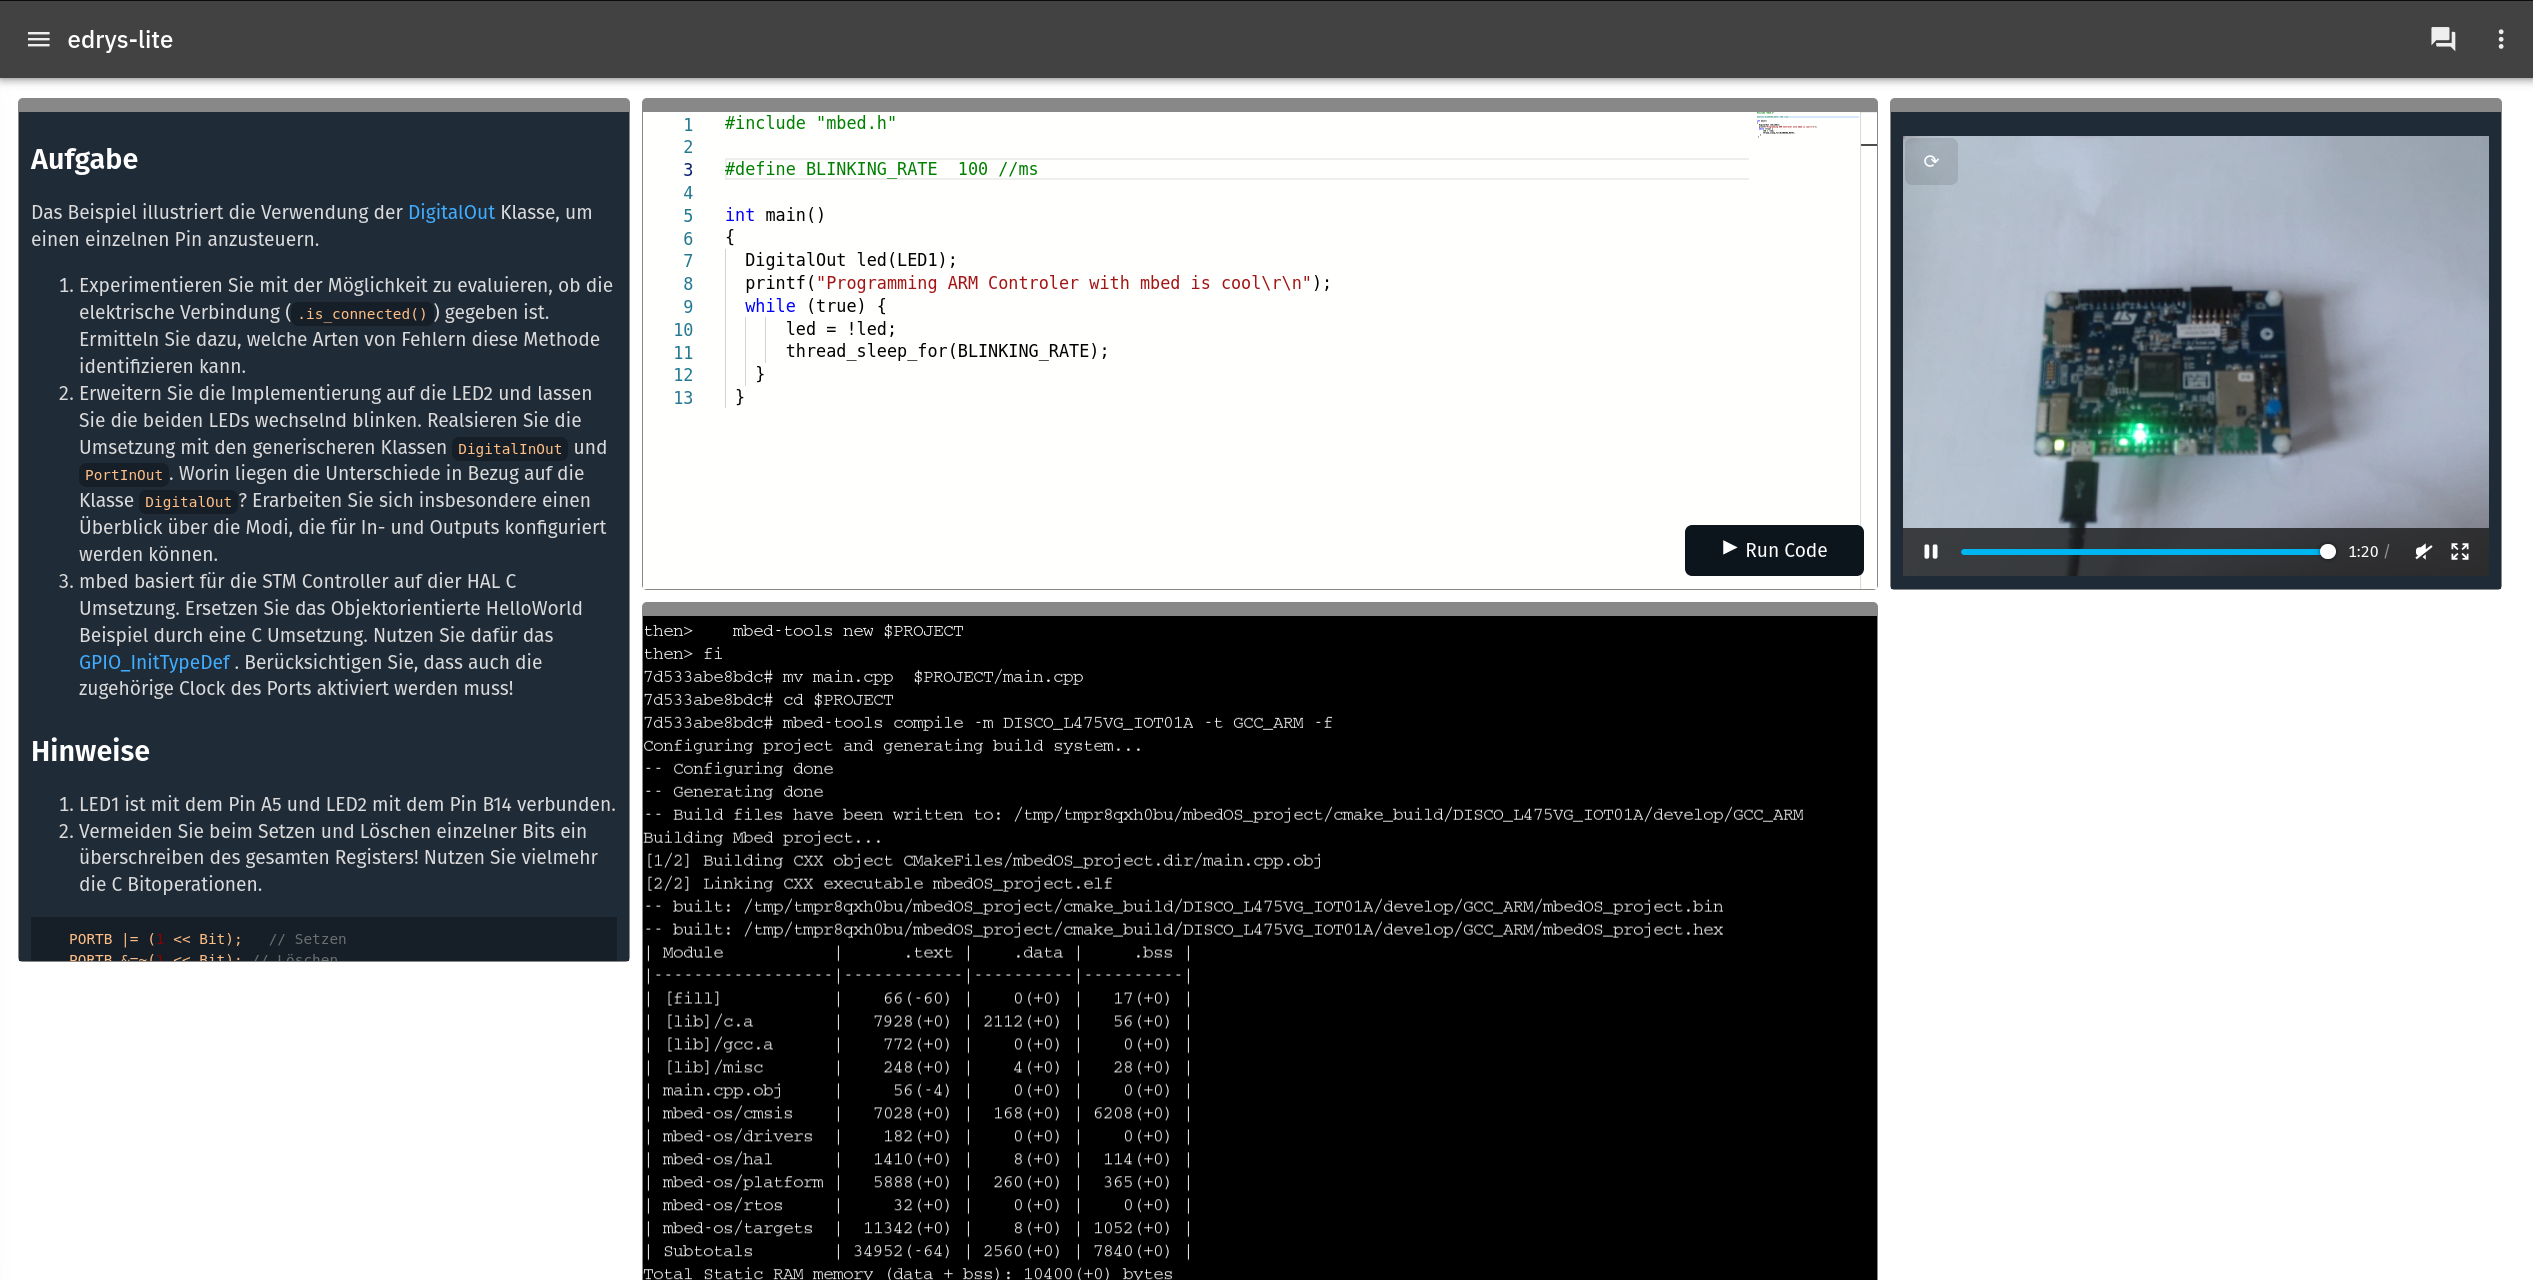 edrys-lite
Aufgabe
Das Beispiel illustriert die Verwendung der DigitalOut Klasse, um
einen einzelnen Pin anzusteuern.
1. Experimentieren Sie mit der Möglichkeit zu evaluieren, ob die
elektrische Verbindung ( .is_connected() ) gegeben ist.
Ermitteln Sie dazu, welche Arten von Fehlern diese Methode
identifizieren kann.
2. Erweitern Sie die Implementierung auf die LED2 und lassen
Sie die beiden LEDs wechselnd blinken. Realsieren Sie die
Umsetzung mit den generischeren Klassen DigitalInOut und
PortInOut . Worin liegen die Unterschiede in Bezug auf die
Klasse DigitalOut ? Erarbeiten Sie sich insbesondere einen
Überblick über die Modi, die für In- und Outputs konfiguriert
werden können.
3. mbed basiert für die STM Controller auf dier HAL C
Umsetzung. Ersetzen Sie das Objektorientierte HelloWorld
Beispiel durch eine C Umsetzung. Nutzen Sie dafür das
GPIO_InitTypeDef . Berücksichtigen Sie, dass auch die
zugehörige Clock des Ports aktiviert werden muss!
Hinweise
1. LED1 ist mit dem Pin A5 und LED2 mit dem Pin B14 verbunden.
2. Vermeiden Sie beim Setzen und Löschen einzelner Bits ein
überschreiben des gesamten Registers! Nutzen Sie vielmehr
die C Bitoperationen.
PORTB |= (1 << Bit);   // Setzen
PORTB &=~(1 << Bit); // Löschen
1 #include "mbed.h"
2
3 #define BLINKING_RATE  100 //ms
4
5 int main()
6 {
7   DigitalOut led(LED1);
8   printf("Programming ARM Controler with mbed is cool\r\n");
9   while (true) {
10       led = !led;
11       thread_sleep_for(BLINKING_RATE);
12    }
13  }
Run Code
1:20 /
then>    mbed-tools new $PROJECT
then> fi
7d533abe8bdc# mv main.cpp  $PROJECT/main.cpp
7d533abe8bdc# cd $PROJECT
7d533abe8bdc# mbed-tools compile -m DISCO_L475VG_IOT01A -t GCC_ARM -f
Configuring project and generating build system...
-- Configuring done
-- Generating done
-- Build files have been written to: /tmp/tmpr8qxh0bu/mbedOS_project/cmake_build/DISCO_L475VG_IOT01A/develop/GCC_ARM
Building Mbed project...
[1/2] Building CXX object CMakeFiles/mbedOS_project.dir/main.cpp.obj
[2/2] Linking CXX executable mbedOS_project.elf
-- built: /tmp/tmpr8qxh0bu/mbedOS_project/cmake_build/DISCO_L475VG_IOT01A/develop/GCC_ARM/mbedOS_project.bin
-- built: /tmp/tmpr8qxh0bu/mbedOS_project/cmake_build/DISCO_L475VG_IOT01A/develop/GCC_ARM/mbedOS_project.hex
| Module           |      .text |    .data |     .bss |
|------------------|------------|----------|----------|
| [fill]           |    66(-60) |    0(+0) |   17(+0) |
| [lib]/c.a        |   7928(+0) | 2112(+0) |   56(+0) |
| [lib]/gcc.a      |    772(+0) |    0(+0) |    0(+0) |
| [lib]/misc       |    248(+0) |    4(+0) |   28(+0) |
| main.cpp.obj     |     56(-4) |    0(+0) |    0(+0) |
| mbed-os/cmsis    |   7028(+0) |  168(+0) | 6208(+0) |
| mbed-os/drivers  |    182(+0) |    0(+0) |    0(+0) |
| mbed-os/hal      |   1410(+0) |    8(+0) |  114(+0) |
| mbed-os/platform |   5888(+0) |  260(+0) |  365(+0) |
| mbed-os/rtos     |     32(+0) |    0(+0) |    0(+0) |
| mbed-os/targets  |  11342(+0) |    8(+0) | 1052(+0) |
| Subtotals        | 34952(-64) | 2560(+0) | 7840(+0) |
Total Static RAM memory (data + bss): 10400(+0) bytes